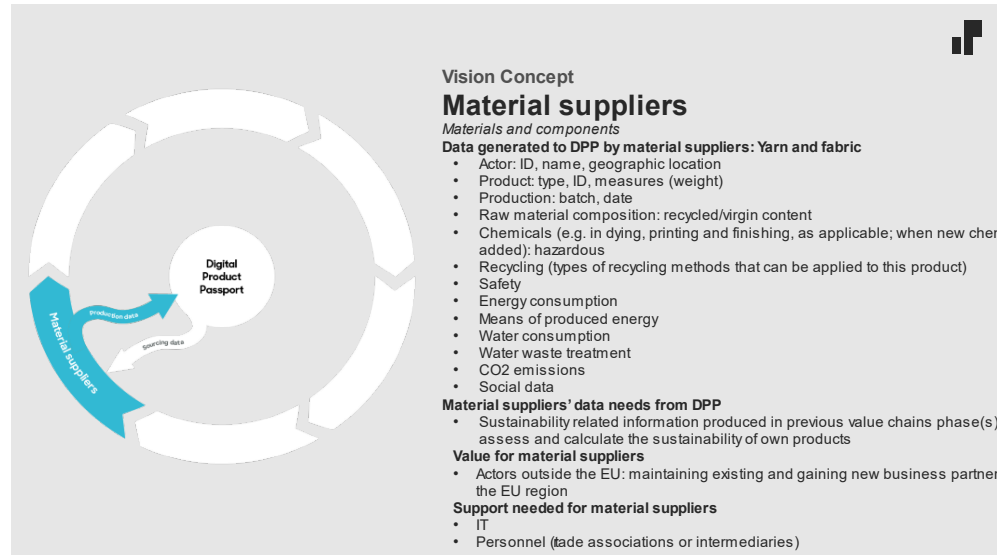 Vision Concept
Material suppliers
Materials and components
Data generated to DPP by material suppliers: Yarn and fabric
• Actor: ID, name, geographic location
• Product: type, ID, measures (weight)
• Production: batch, date
• Raw material composition: recycled/virgin content
• Chemicals (e.g. in dying, printing and finishing, as applicable; when new
added): hazardous
• Recycling (types of recycling methods that can be applied to this product)
• Safety
• Energy consumption
• Means of produced energy
• Water consumption
• Water waste treatment
• CO2 emissions
• Social data
Material suppliers' data needs from DPP
• Sustainability related information produced in previous value chains phase(s)
assess and calculate the sustainability of own products
Value for material suppliers
• Actors outside the EU: maintaining existing and gaining new business
the EU region
Support needed for material suppliers
• IT
• Personnel (tade associations or intermediaries)
Digital
Product
Passport
production data
Sourcing data
Material suppliers